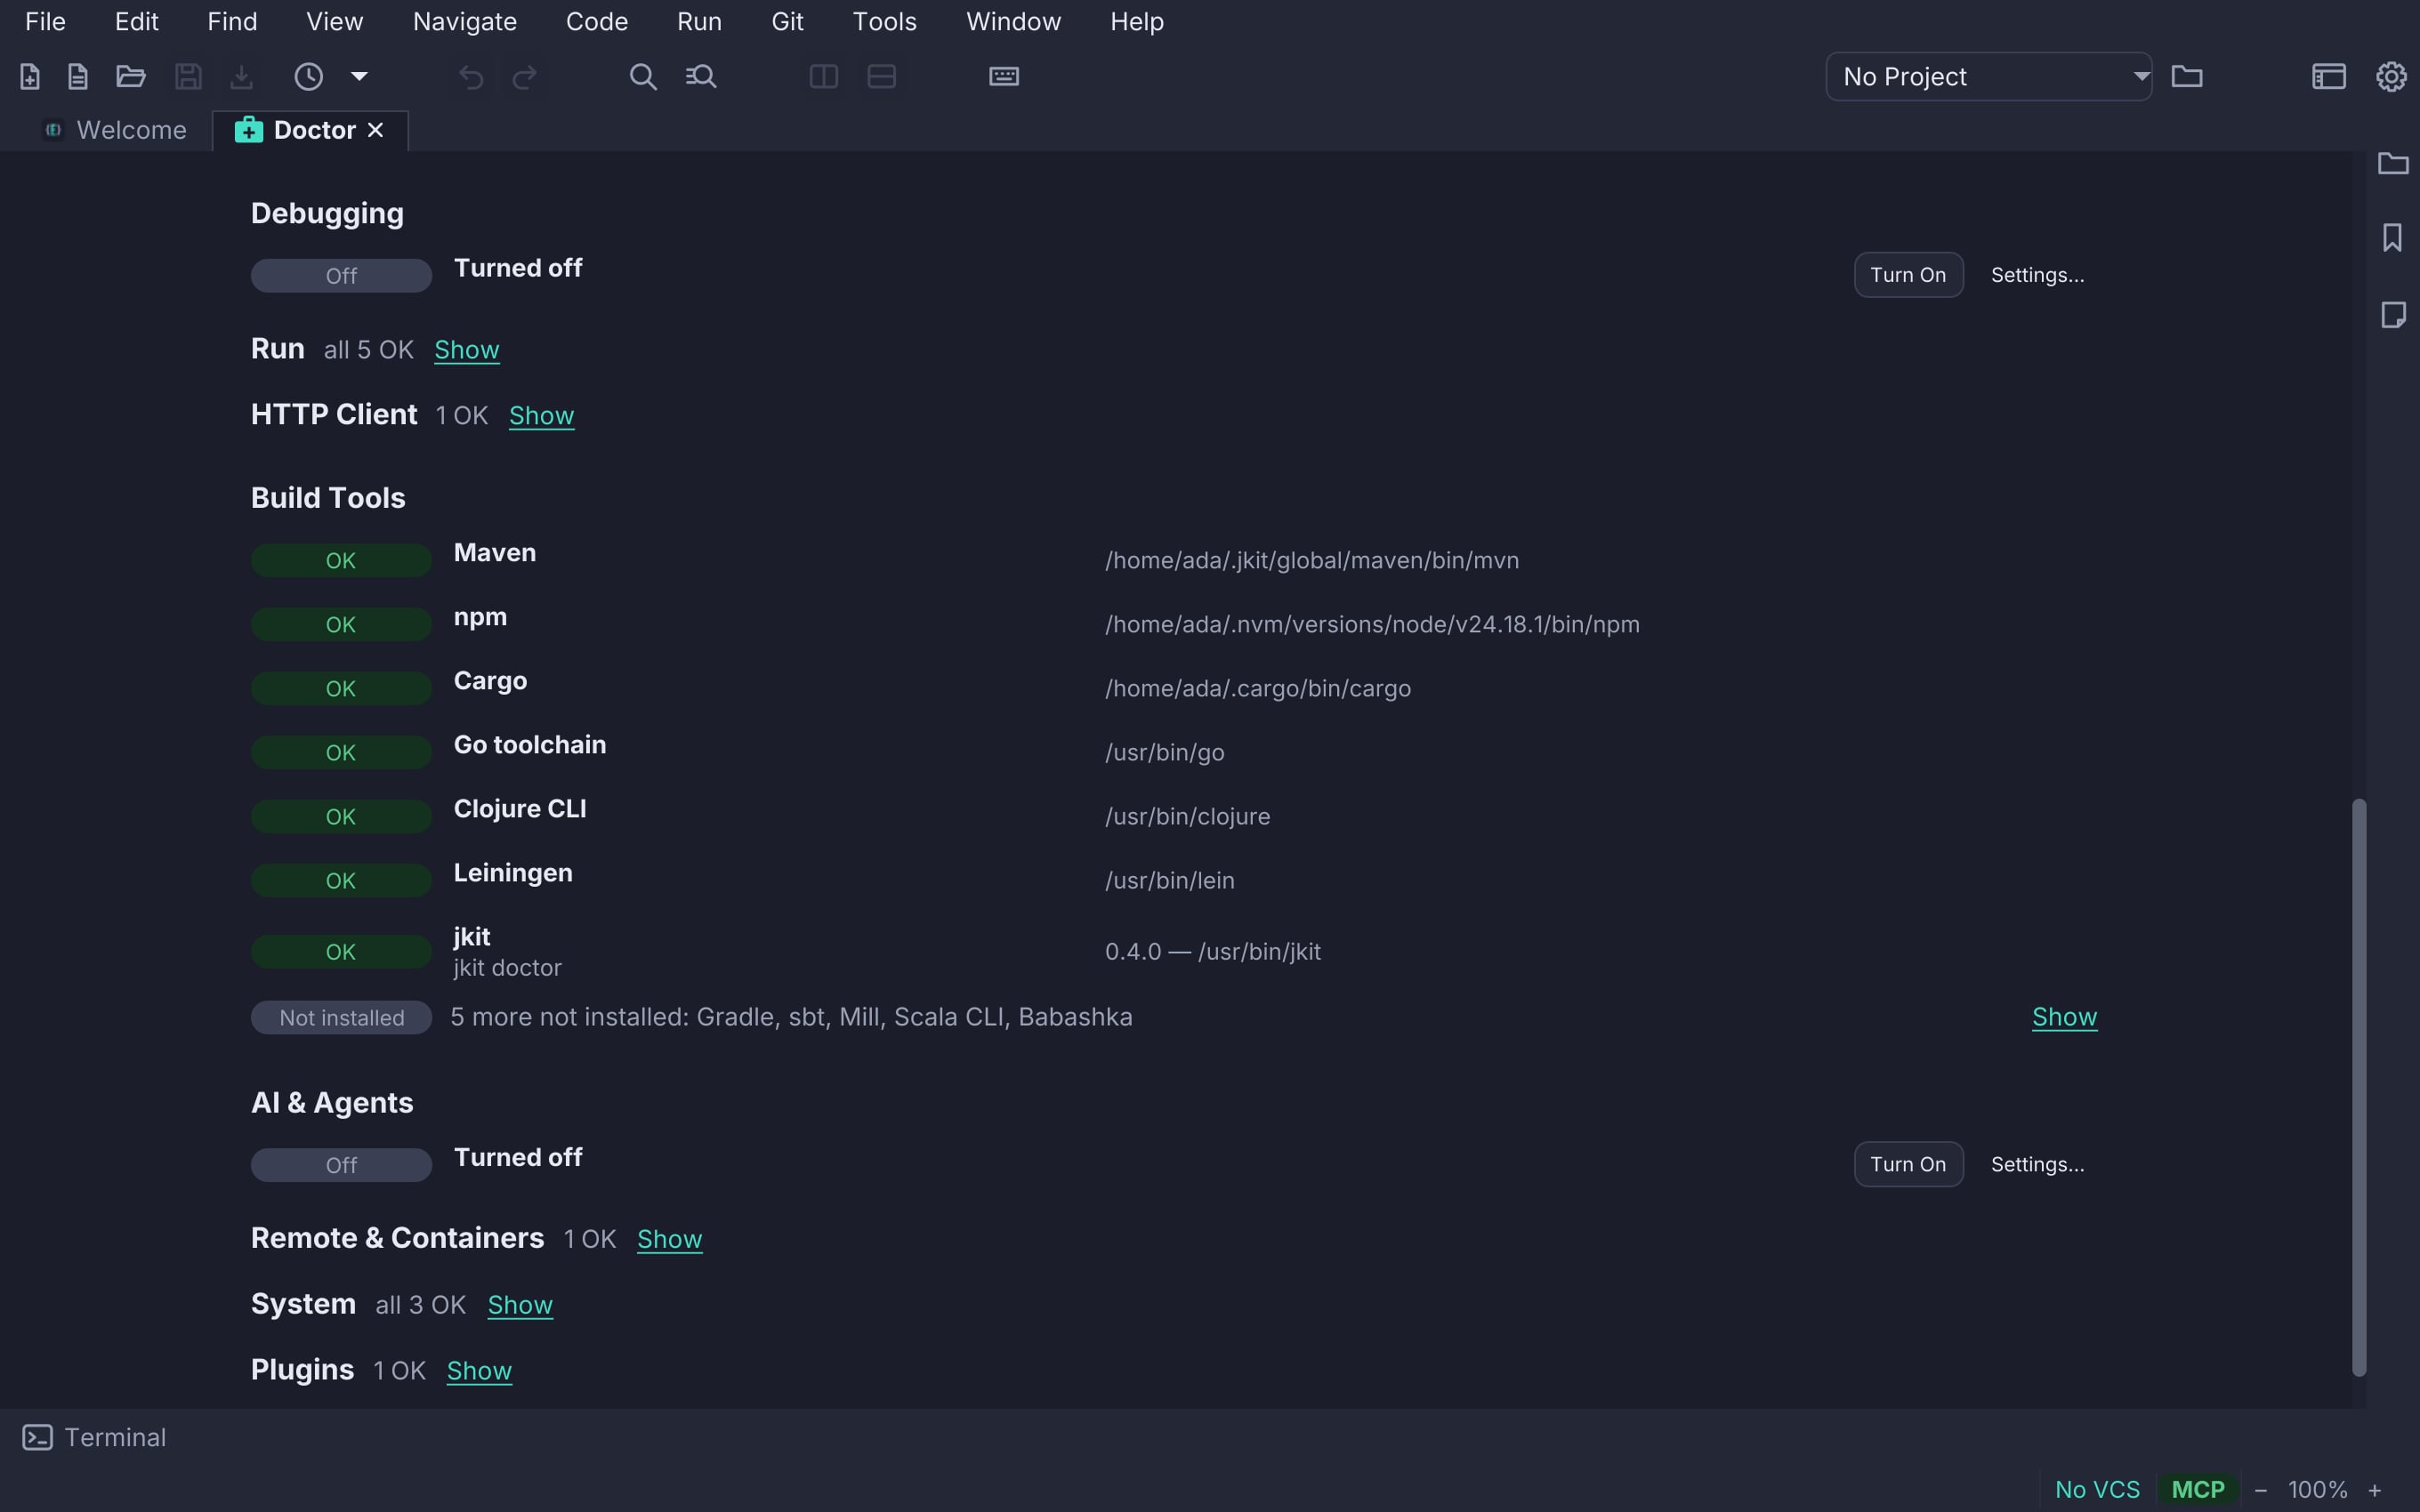 File Edit Find View Navigate Code Run Git Tools Window Help
No Project
Welcome Doctor
Debugging
Off Turned off Turn On Settings...
Run all 5 OK Show
HTTP Client 1 OK Show
Build Tools
OK Maven /home/ada/.jkit/global/maven/bin/mvn
OK npm /home/ada/.nvm/versions/node/v24.18.1/bin/npm
OK Cargo /home/ada/.cargo/bin/cargo
OK Go toolchain /usr/bin/go
OK Clojure CLI /usr/bin/clojure
OK Leiningen /usr/bin/lein
OK jkit 0.4.0 — /usr/bin/jkit
jkit doctor
Not installed 5 more not installed: Gradle, sbt, Mill, Scala CLI, Babashka Show
AI & Agents
Off Turned off Turn On Settings...
Remote & Containers 1 OK Show
System all 3 OK Show
Plugins 1 OK Show
Terminal
No VCS MCP − 100% +